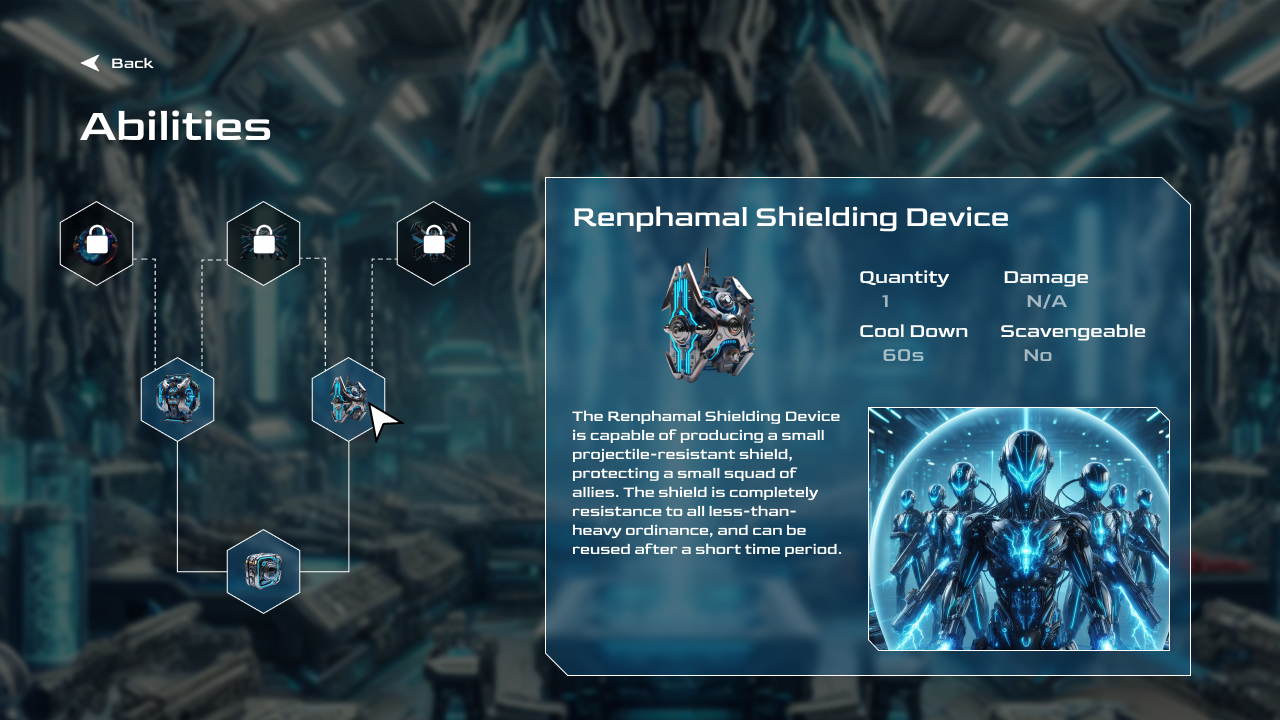 Back
Abilities
Renphamal Shielding Device
Quantity
Damage
1
N/A
Cool Down
Scavengeable
60s
No
The Renphamal Shielding Device
is capable of producing a small
projectile-resistant shield,
protecting a small squad of
allies. The shield is completely
resistance to all less-than-
heavy ordinance, and can be
reused after a short time period.